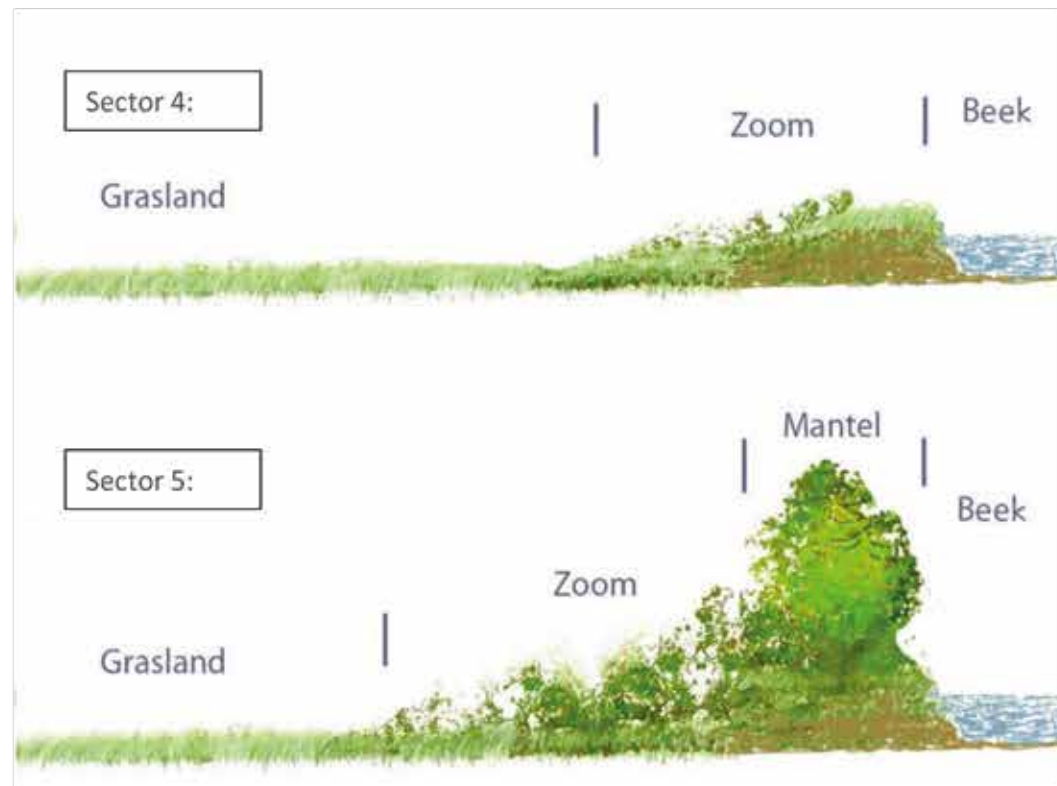 Sector 4:
Zoom
Beek
Grasland
Mantel
Sector 5:
Beek
Zoom
Grasland